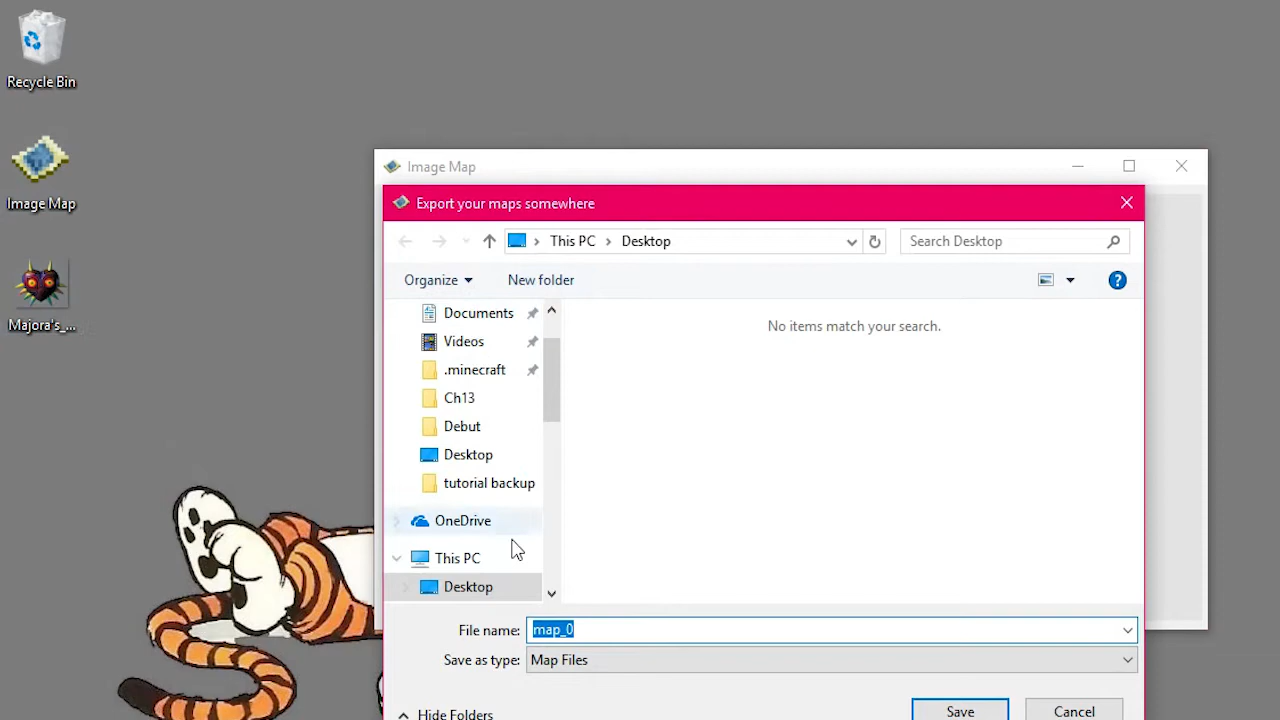 Recycle Bin
Image Map
Majora's_...
Image Map
Export your maps somewhere
This PC
Desktop
Search Desktop
Organize
New folder
Documents
Videos
.minecraft
Ch13
Debut
Desktop
tutorial backup
OneDrive
This PC
Desktop
No items match your search.
File name:
map_0
Save as type:
Map Files
Hide Folders
Save
Cancel